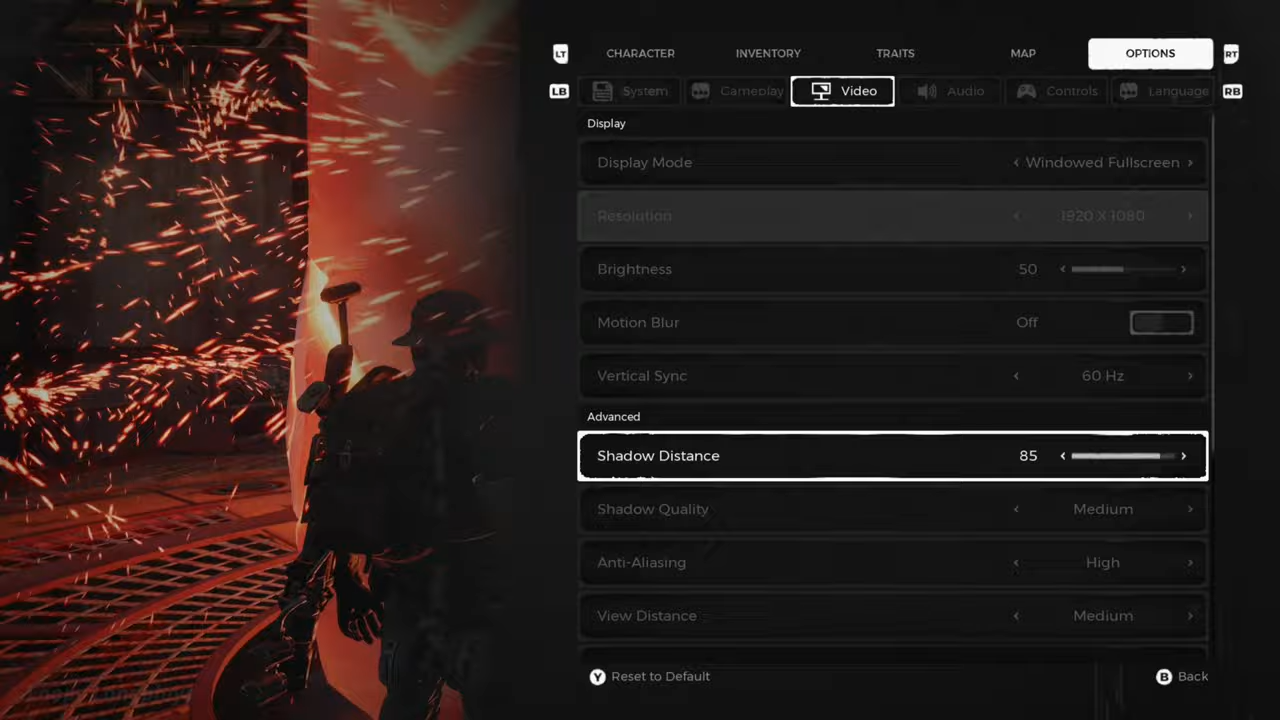 LT CHARACTER INVENTORY TRAITS MAP OPTIONS RT
LB System Gameplay Video Audio Controls Language RB
Display
Display Mode Windowed Fullscreen
Resolution 1920 X 1080
Brightness 50
Motion Blur Off
Vertical Sync 60 Hz
Advanced
Shadow Distance 85
Shadow Quality Medium
Anti-Aliasing High
View Distance Medium
Y Reset to Default B Back